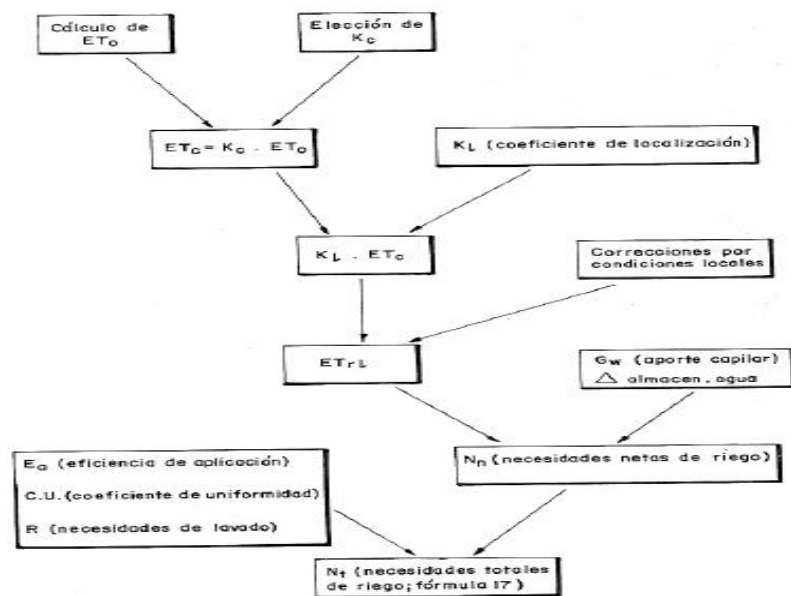 Cálculo de
ETo
Elección de
Kc
ETc = Kc . ETo
KL (coeficiente de localización)
KL . ETc
Correcciones por
condiciones locales
ETrL
Gw (aporte capilar)
△ almacen. agua
Ea (eficiencia de aplicación)
C.U. (coeficiente de uniformidad)
R (necesidades de lavado)
Nn (necesidades netas de riego)
Nt (necesidades totales
de riego; fórmula 17)